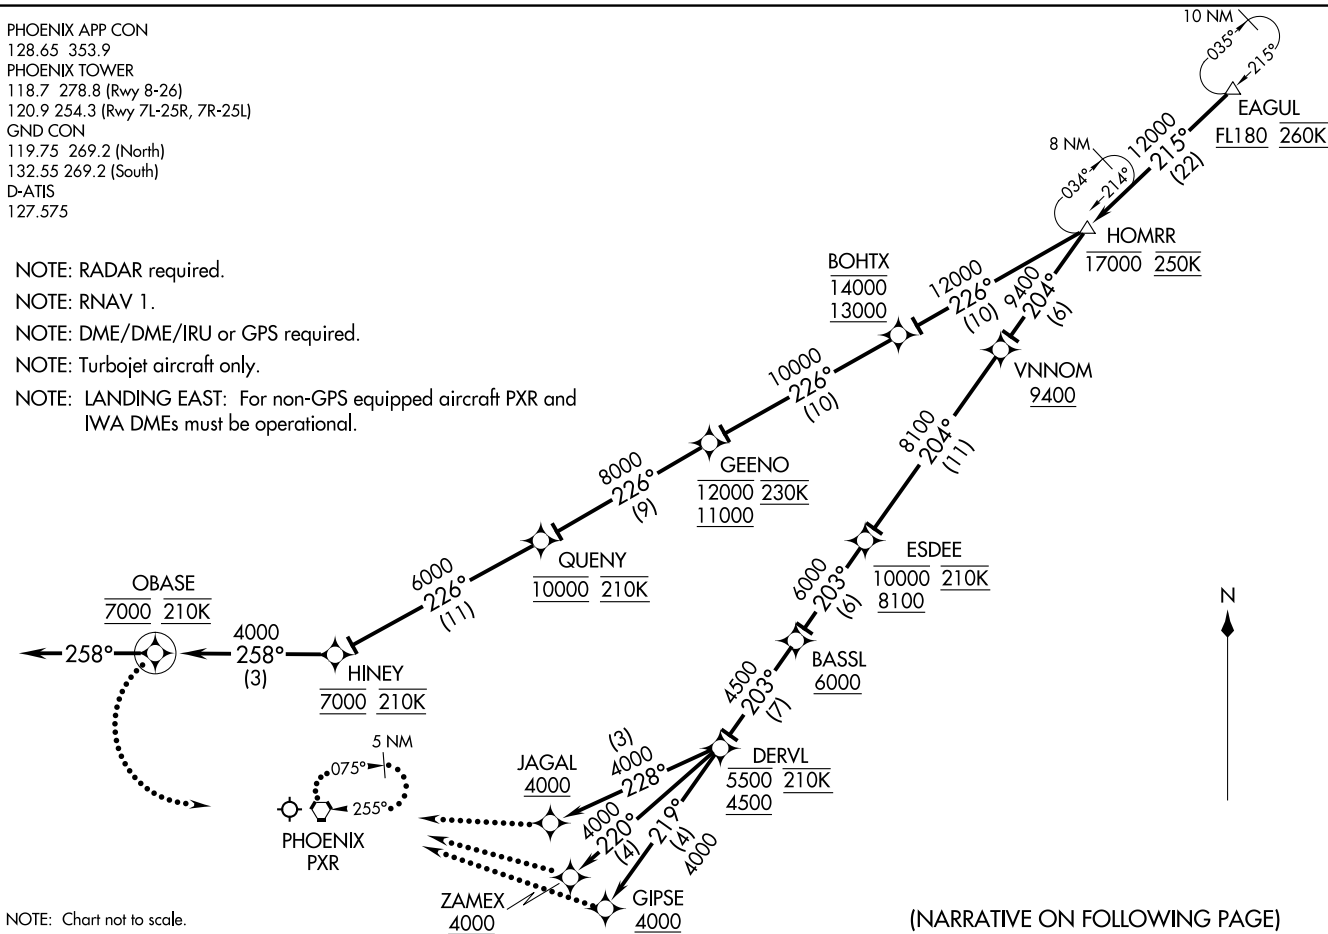 PHOENIX APP CON
128.65 353.9
PHOENIX TOWER
118.7 278.8 (Rwy 8-26)
120.9 254.3 (Rwy 7L-25R, 7R-25L)
GND CON
119.75 269.2 (North)
132.55 269.2 (South)
D-ATIS
127.575
NOTE: RADAR required.
NOTE: RNAV 1.
NOTE: DME/DME/IRU or GPS required.
NOTE: Turbojet aircraft only.
NOTE: LANDING EAST: For non-GPS equipped aircraft PXR and
IWA DMEs must be operational.
10 NM
035°
215°
EAGUL
FL180 260K
12000
215°
(22)
8 NM
034°
214°
HOMRR
17000 250K
BOHTX
14000
13000
12000
226°
(10)
9400
204°
(6)
VNNOM
9400
10000
226°
(10)
8100
204°
(11)
GEENO
12000 230K
11000
8000
226°
(9)
ESDEE
10000 210K
8100
QUENY
10000 210K
6000
226°
(11)
6000
203°
(6)
OBASE
7000 210K
258°
4000
258°
(3)
HINEY
7000 210K
BASSL
6000
4500
203°
(7)
N
DERVL
5500 210K
4500
(3)
4000
228°
JAGAL
4000
5 NM
075°
255°
PHOENIX
PXR
4000
220°
(4)
219°
(4)
4000
ZAMEX
4000
GIPSE
4000
NOTE: Chart not to scale.
(NARRATIVE ON FOLLOWING PAGE)